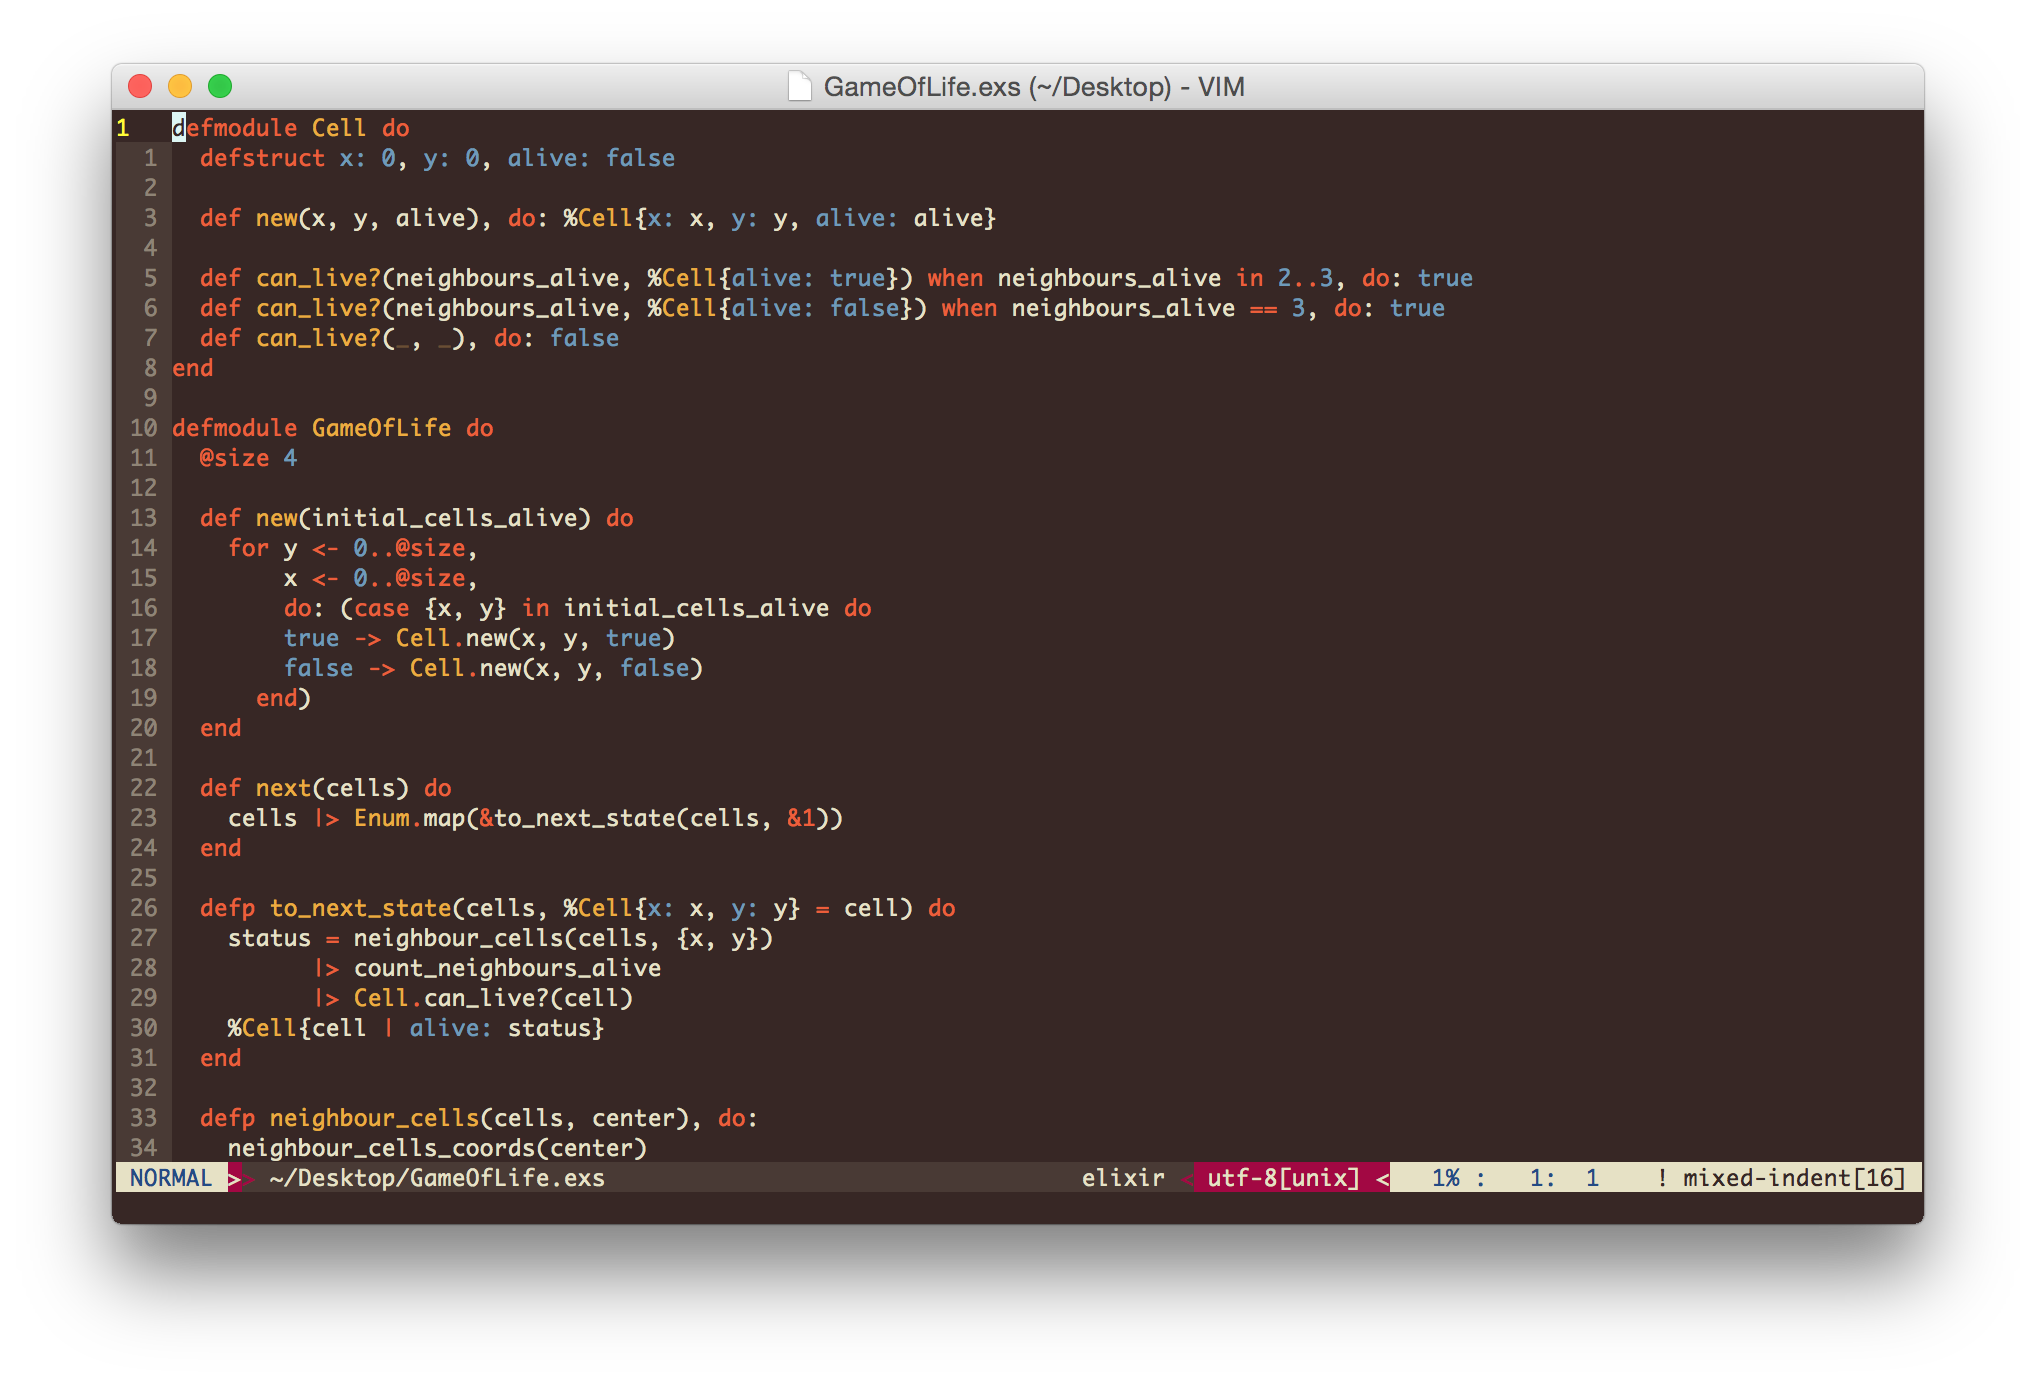 GameOfLife.exs (~/Desktop) - VIM
1   defmodule Cell do
  1   defstruct x: 0, y: 0, alive: false
  2
  3   def new(x, y, alive), do: %Cell{x: x, y: y, alive: alive}
  4
  5   def can_live?(neighbours_alive, %Cell{alive: true}) when neighbours_alive in 2..3, do: true
  6   def can_live?(neighbours_alive, %Cell{alive: false}) when neighbours_alive == 3, do: true
  7   def can_live?(_, _), do: false
  8 end
  9
 10 defmodule GameOfLife do
 11   @size 4
 12
 13   def new(initial_cells_alive) do
 14     for y <- 0..@size,
 15         x <- 0..@size,
 16         do: (case {x, y} in initial_cells_alive do
 17         true -> Cell.new(x, y, true)
 18         false -> Cell.new(x, y, false)
 19       end)
 20   end
 21
 22   def next(cells) do
 23     cells |> Enum.map(&to_next_state(cells, &1))
 24   end
 25
 26   defp to_next_state(cells, %Cell{x: x, y: y} = cell) do
 27     status = neighbour_cells(cells, {x, y})
 28           |> count_neighbours_alive
 29           |> Cell.can_live?(cell)
 30     %Cell{cell | alive: status}
 31   end
 32
 33   defp neighbour_cells(cells, center), do:
 34     neighbour_cells_coords(center)
NORMAL >> ~/Desktop/GameOfLife.exs elixir < utf-8[unix] < 1% : 1: 1 ! mixed-indent[16]